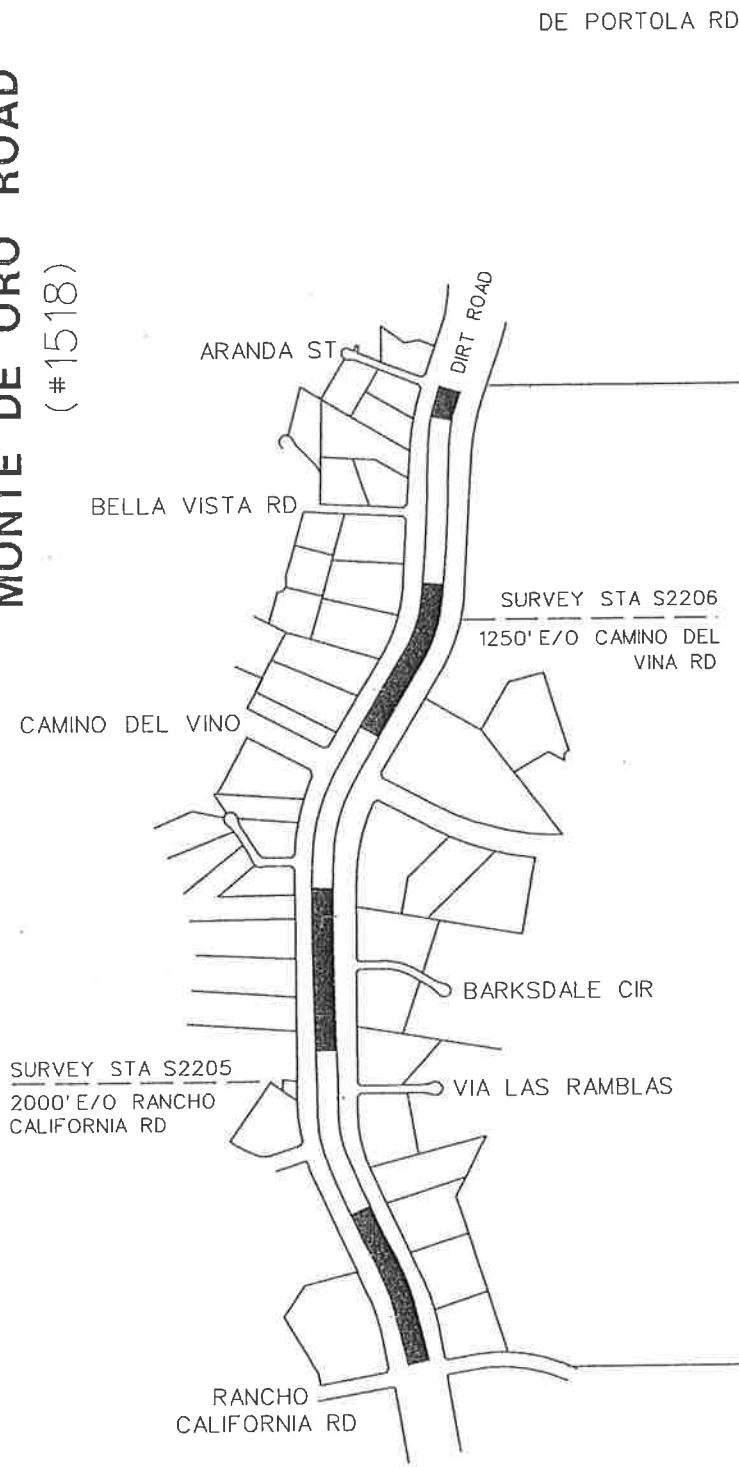 DE PORTOLA RD
MONTE DE ORO ROAD
(#1518)
DIRT ROAD
ARANDA ST
BELLA VISTA RD
SURVEY STA S2206
1250' E/O CAMINO DEL
VINA RD
CAMINO DEL VINO
BARKSDALE CIR
SURVEY STA S2205
2000' E/O RANCHO
CALIFORNIA RD
VIA LAS RAMBLAS
RANCHO
CALIFORNIA RD